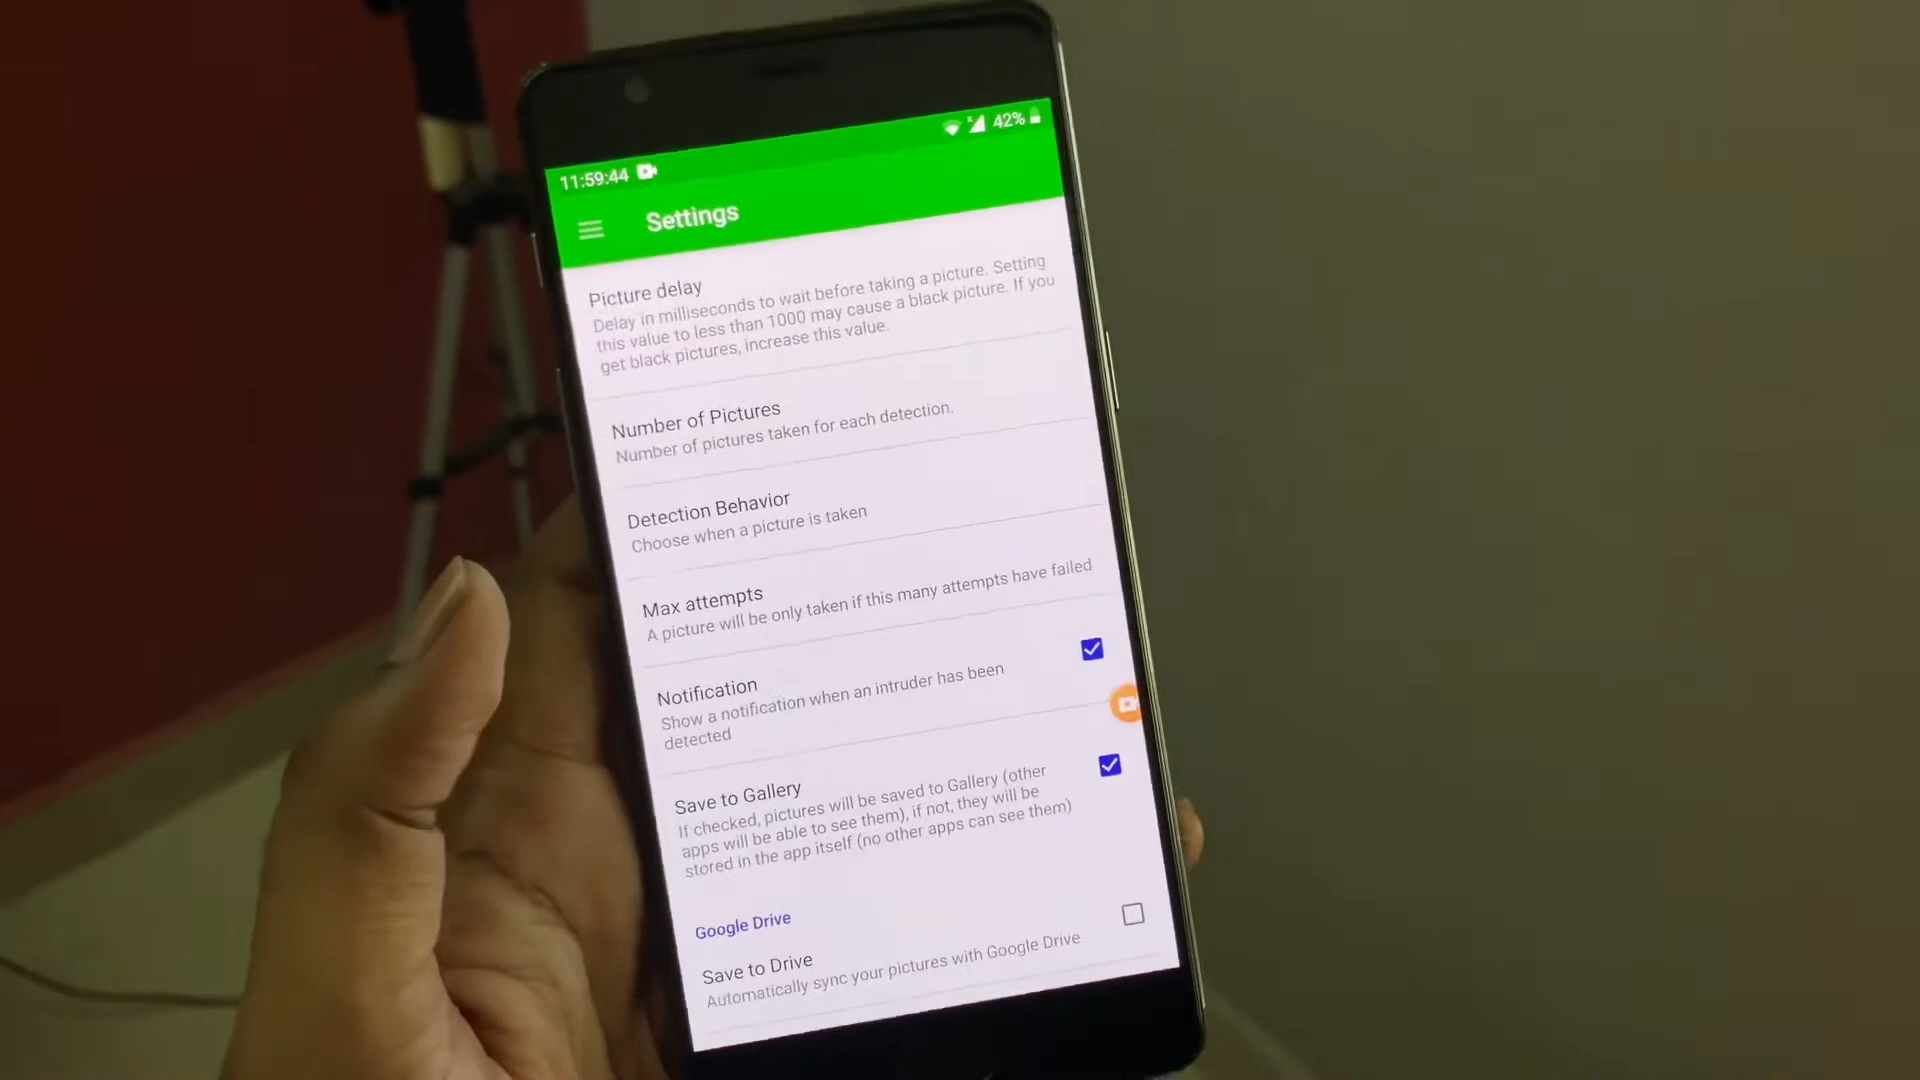 11:59:44
42%
Settings
Picture delay
Delay in milliseconds to wait before taking a picture. Setting
this value to less than 1000 may cause a black picture. If you
get black pictures, increase this value.
Number of Pictures
Number of pictures taken for each detection.
Detection Behavior
Choose when a picture is taken
Max attempts
A picture will be only taken if this many attempts have failed
Notification
Show a notification when an intruder has been
detected
Save to Gallery
If checked, pictures will be saved to Gallery (other
apps will be able to see them), if not, they will be
stored in the app itself (no other apps can see them)
Google Drive
Save to Drive
Automatically sync your pictures with Google Drive